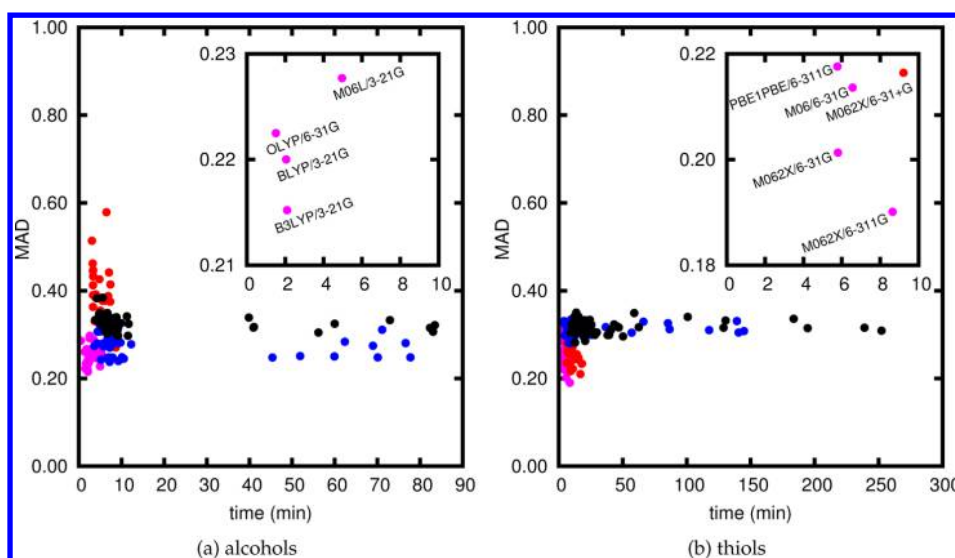 1.00
0.80
0.60
0.40
0.20
0.00
MAD
0 10 20 30 40 50 60 70 80 90
time (min)
(a) alcohols
0.23
0.22
0.21
0 2 4 6 8 10
M06L/3-21G
OLYP/6-31G
BLYP/3-21G
B3LYP/3-21G
1.00
0.80
0.60
0.40
0.20
0.00
MAD
0 50 100 150 200 250 300
time (min)
(b) thiols
0.22
0.20
0.18
0 2 4 6 8 10
PBE1PBE/6-311G
M06/6-31G
M062X/6-31+G
M062X/6-31G
M062X/6-311G